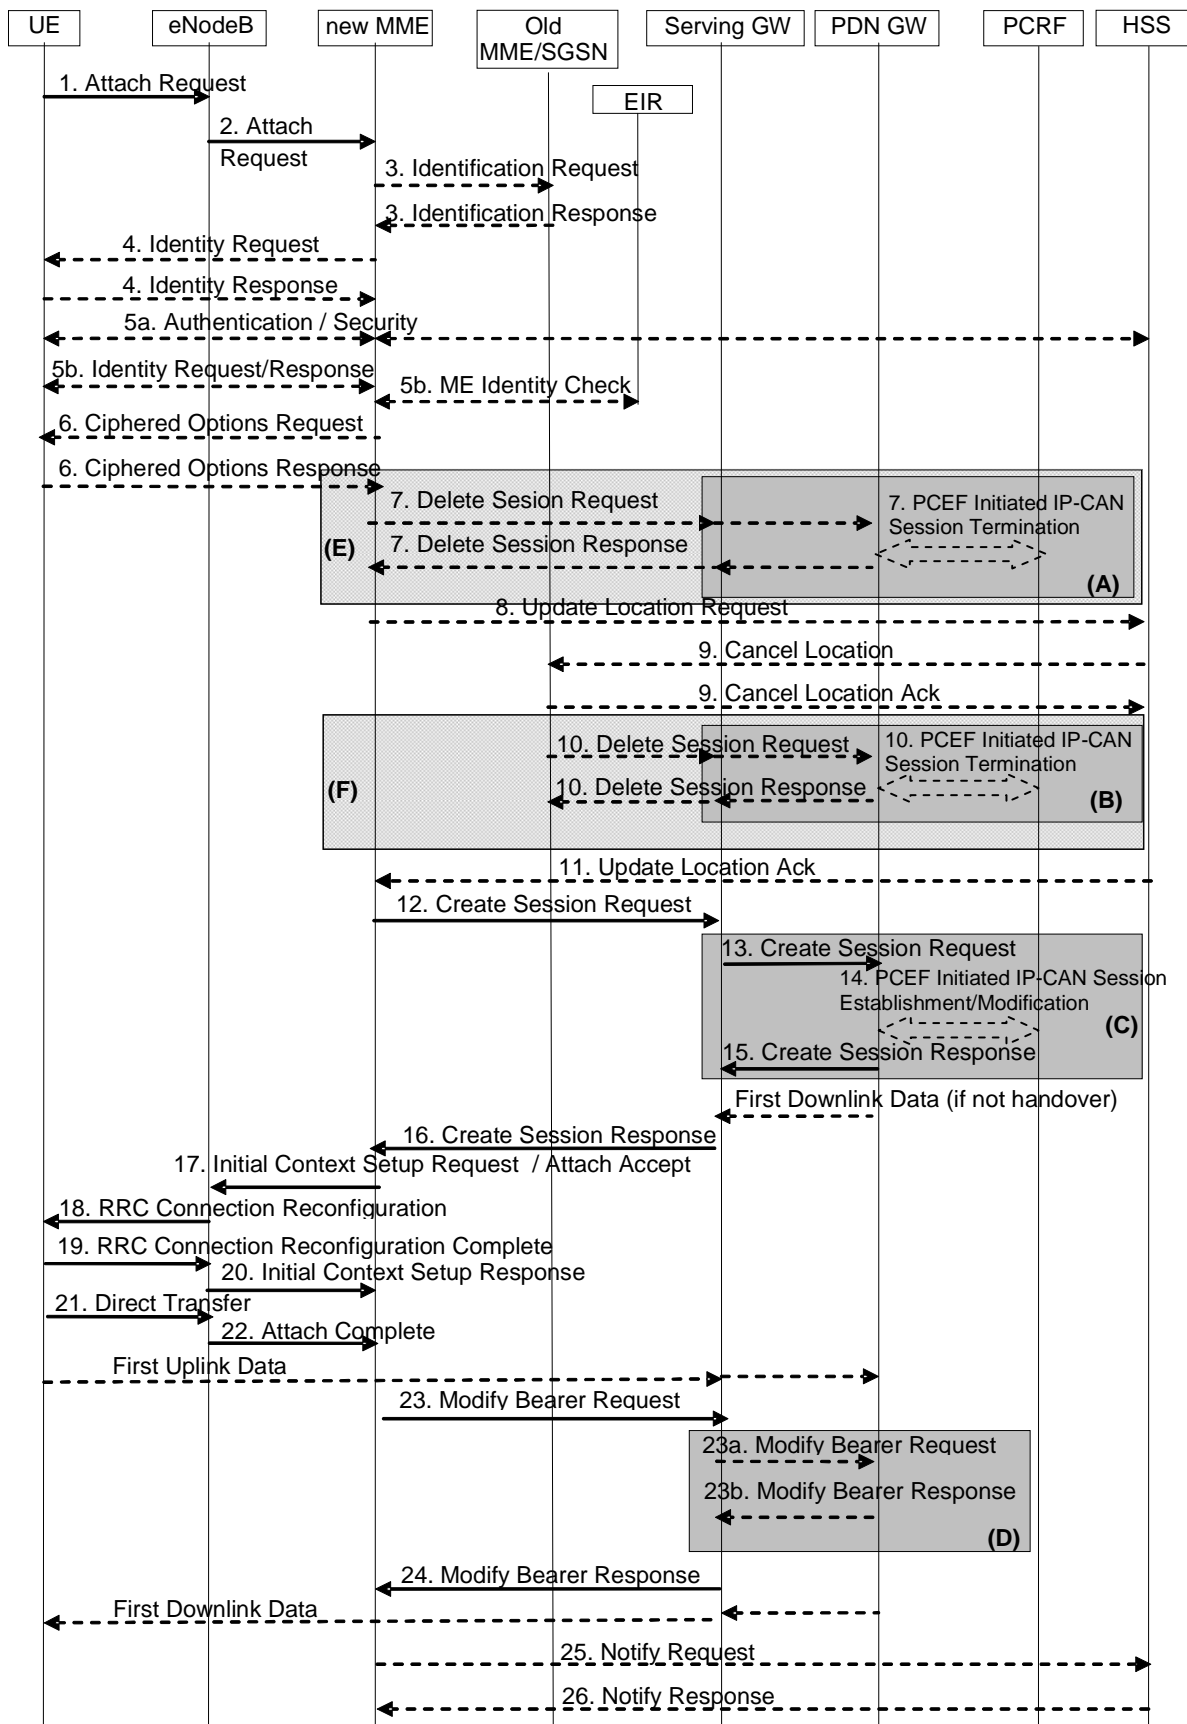 UE
eNodeB
new MME
Old
MME/SGSN
Serving GW
PDN GW
PCRF
HSS
EIR
1. Attach Request
2. Attach
Request
3. Identification Request
3. Identification Response
4. Identity Request
4. Identity Response
5a. Authentication / Security
5b. Identity Request/Response
5b. ME Identity Check
6. Ciphered Options Request
6. Ciphered Options Response
7. Delete Sesion Request
7. PCEF Initiated IP-CAN
Session Termination
(E)
7. Delete Session Response
(A)
8. Update Location Request
9. Cancel Location
9. Cancel Location Ack
10. Delete Session Request
10. PCEF Initiated IP-CAN
Session Termination
(F)
10. Delete Session Response
(B)
11. Update Location Ack
12. Create Session Request
13. Create Session Request
14. PCEF Initiated IP-CAN Session
Establishment/Modification
(C)
15. Create Session Response
First Downlink Data (if not handover)
16. Create Session Response
17. Initial Context Setup Request / Attach Accept
18. RRC Connection Reconfiguration
19. RRC Connection Reconfiguration Complete
20. Initial Context Setup Response
21. Direct Transfer
22. Attach Complete
First Uplink Data
23. Modify Bearer Request
23a. Modify Bearer Request
23b. Modify Bearer Response
(D)
24. Modify Bearer Response
First Downlink Data
25. Notify Request
26. Notify Response